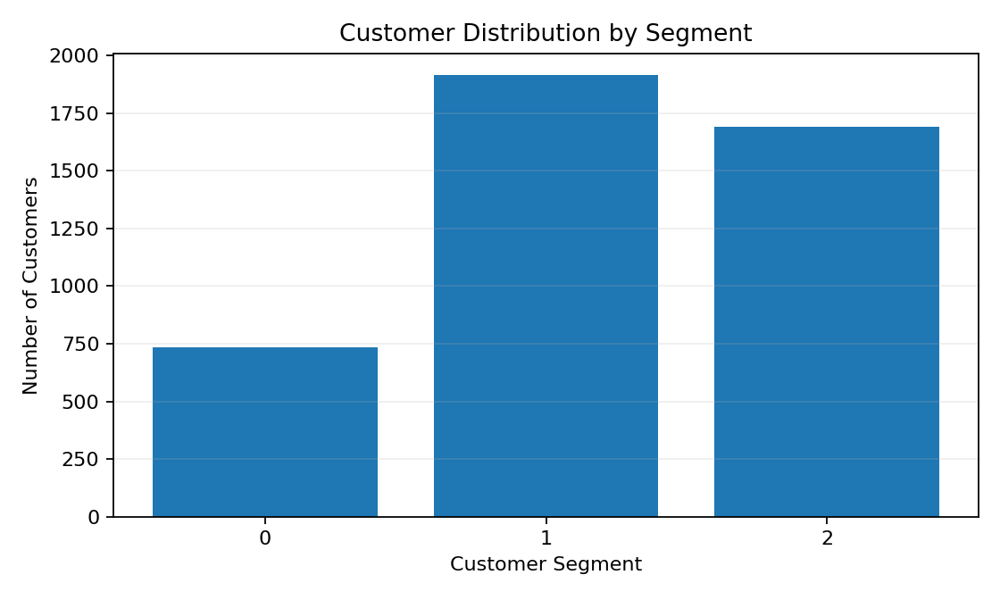 Customer Distribution by Segment
2000
1750
1500
1250
1000
750
500
250
0
Number of Customers
0 1 2
Customer Segment